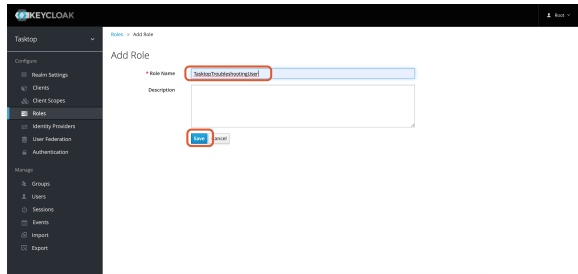 KEYCLOAK
Root
Tasktop
Roles > Add Role
Add Role
* Role Name
TasktopTroubleshootingUser
Description
Save
Cancel
Configure
Realm Settings
Clients
Client Scopes
Roles
Identity Providers
User Federation
Authentication
Manage
Groups
Users
Sessions
Events
Import
Export